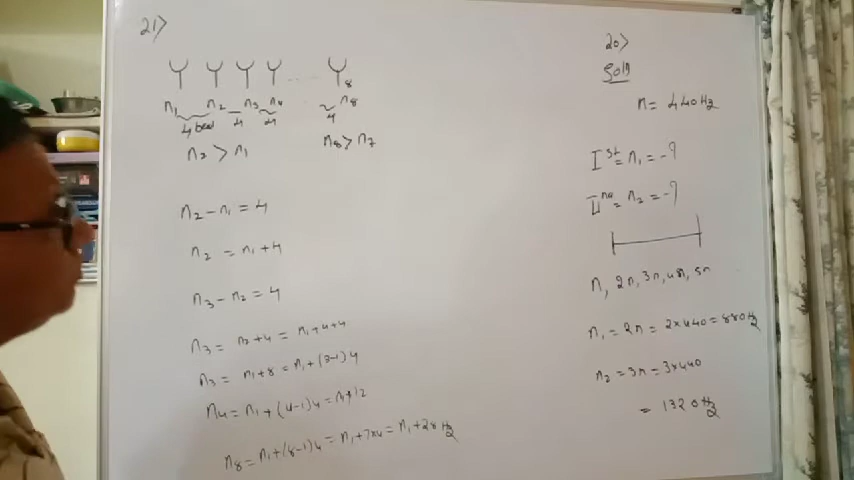 21>
8
n₁ n₂ n₃ n₄ n₈
4 beat 4 4 4
n₂ > n₁ n₈ > n₇
n₂ - n₁ = 4
n₂ = n₁ + 4
n₃ - n₂ = 4
n₃ = n₂ + 4 = n₁ + 4 + 4
n₃ = n₁ + 8 = n₁ + (3-1) 4
n₄ = n₁ + (4-1) 4 = n₁ + 12
n₈ = n₁ + (8-1) 4 = n₁ + 7×4 = n₁ + 28 Hz
20>
Solⁿ
n = 440 Hz
Iˢᵗ = n₁ = - ?
IIⁿᵈ = n₂ = - ?
n, 2n, 3n, 4n, 5n
n₁ = 2n = 2×440 = 880 Hz
n₂ = 3n = 3×440
= 1320 Hz